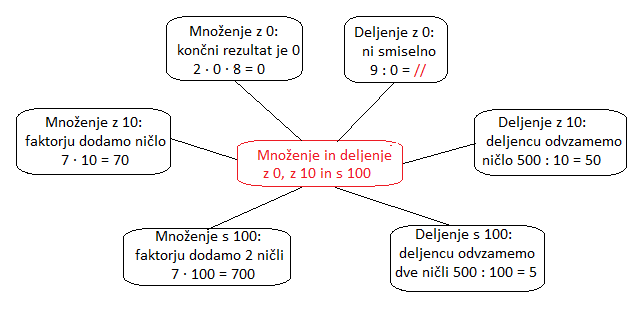 Množenje z 0:
končni rezultat je 0
2 · 0 · 8 = 0
Deljenje z 0:
ni smiselno
9 : 0 = //
Množenje z 10:
faktorju dodamo ničlo
7 · 10 = 70
Množenje in deljenje
z 0, z 10 in s 100
Deljenje z 10:
deljencu odvzamemo
ničlo 500 : 10 = 50
Množenje s 100:
faktorju dodamo 2 ničli
7 · 100 = 700
Deljenje s 100:
deljencu odvzamemo
dve ničli 500 : 100 = 5